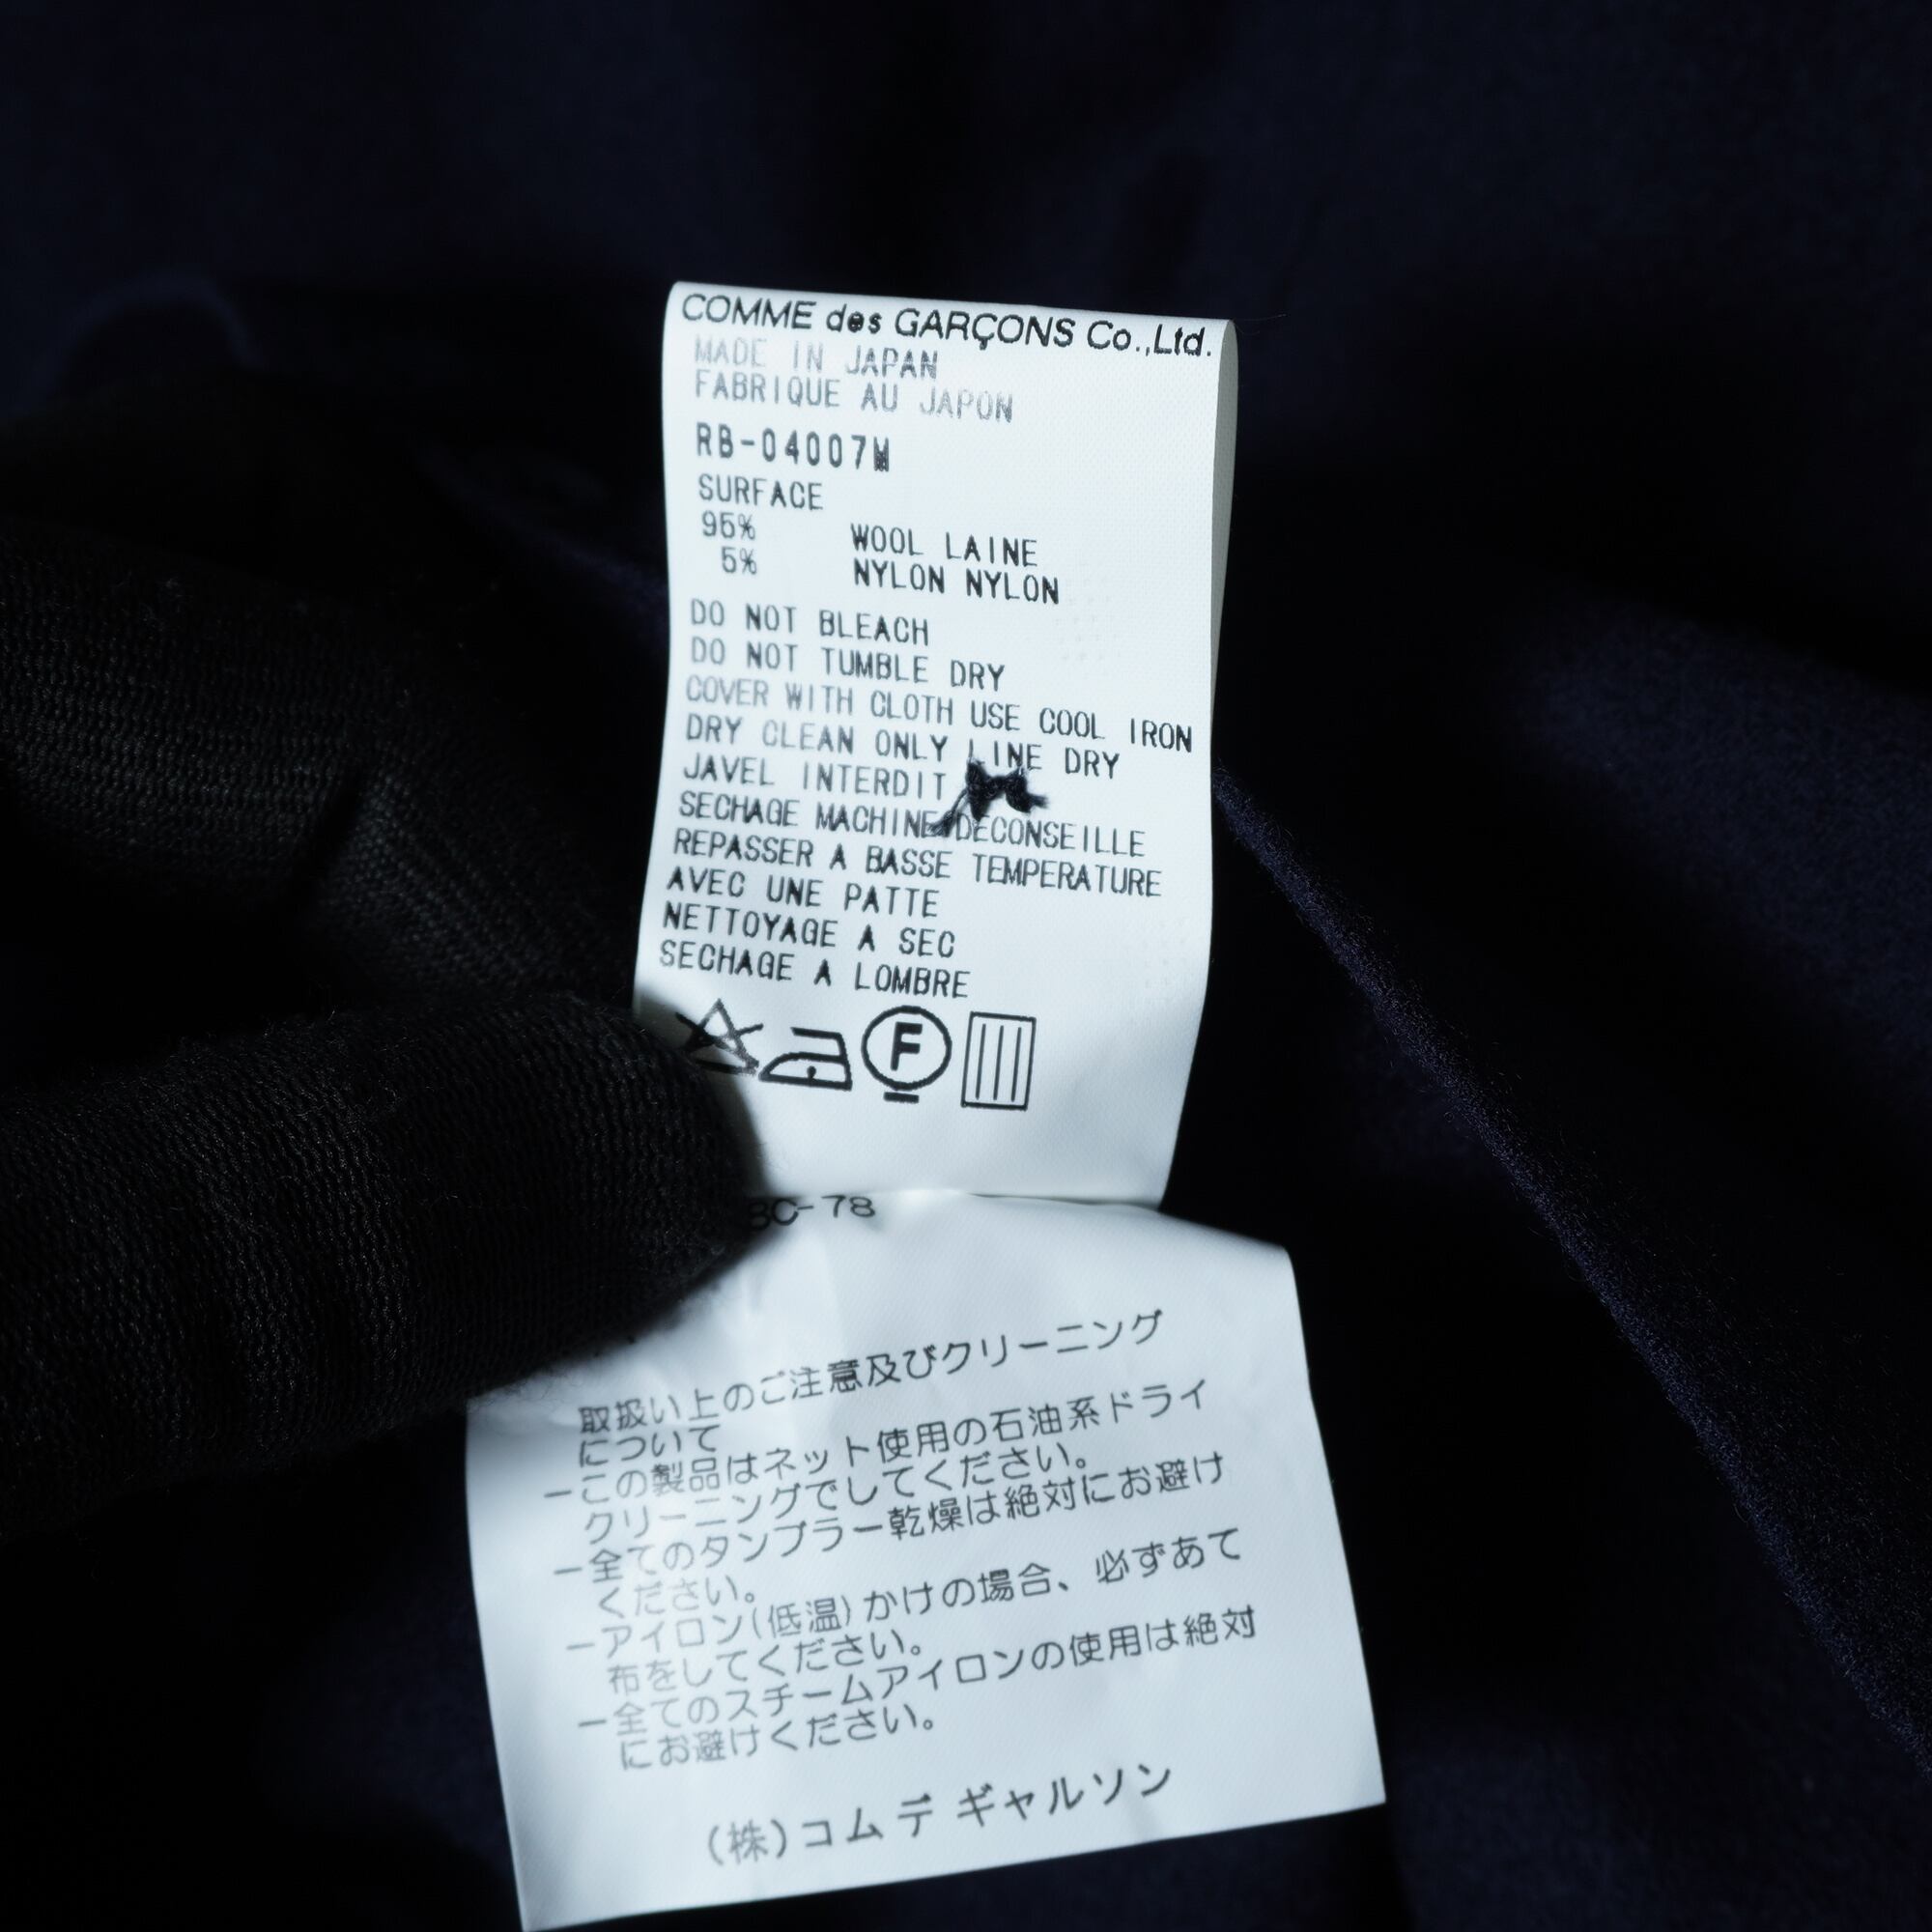 COMME des GARÇONS Co.,Ltd.
MADE IN JAPAN
FABRIQUE AU JAPON
RB-04007M
SURFACE
95% WOOL LAINE
5% NYLON NYLON
DO NOT BLEACH
DO NOT TUMBLE DRY
COVER WITH CLOTH USE COOL IRON
DRY CLEAN ONLY LINE DRY
JAVEL INTERDIT
SECHAGE MACHINE DECONSEILLE
REPASSER A BASSE TEMPERATURE
AVEC UNE PATTE
NETTOYAGE A SEC
SECHAGE A LOMBRE
F
BC-78
取扱い上のご注意及びクリーニング
について
ーこの製品はネット使用の石油系ドライ
クリーニングでしてください。
ー全てのタンブラー乾燥は絶対にお避け
ください。
ーアイロン(低温)かけの場合、必ずあて
布をしてください。
ー全てのスチームアイロンの使用は絶対
にお避けください。
(株)コム デ ギャルソン